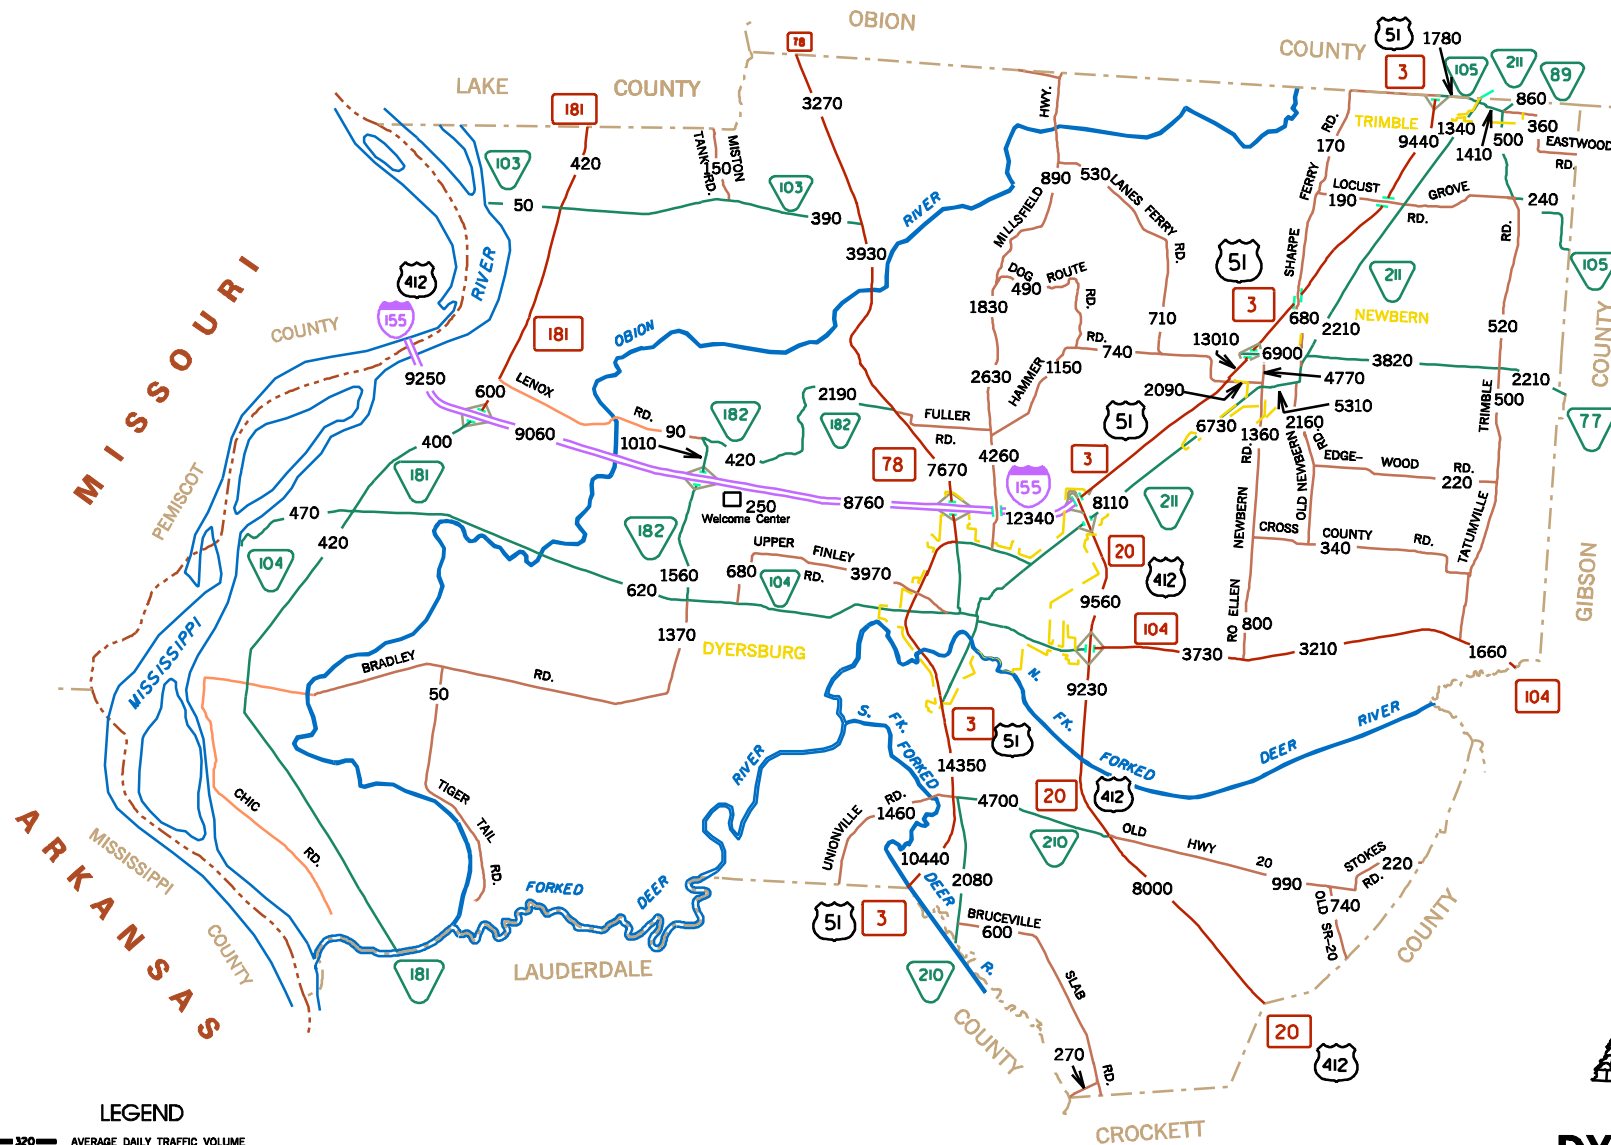 OBION
COUNTY
51
1780
3
105
211
89
LAKE
COUNTY
78
181
3270
HWY.
860
TRIMBLE
1340
360
9440
1410
500
EASTWOOD
RD.
RD.
170
103
420
TANK RD.
MISTON
150
103
890
530
LANES FERRY
RD.
FERRY
LOCUST
GROVE
190
RD.
240
50
390
RIVER
MILLSFIELD
SHARPE
RD.
MISSOURI
412
RIVER
3930
DOG
ROUTE
490
RD.
51
211
105
155
COUNTY
181
OBION
1830
710
3
680
2210
NEWBERN
520
COUNTY
13010
6900
3820
RD.
740
1150
HAMMER
2630
4770
2210
9250
600
LENOX
2190
2090
5310
TRIMBLE
500
RD.
182
182
FULLER
RD.
51
6730
2160
1360
77
400
9060
1010
90
420
4260
RD.
RD.
EDGE-
WOOD
RD.
220
181
78
7670
155
3
OLD NEWBERN
PEMISCOT
250
Welcome Center
8760
12340
8110
211
NEWBERN
TATUMVILLE
470
420
182
UPPER
FINLEY
RD.
CROSS
COUNTY
RD.
340
104
680
104
3970
20
412
GIBSON
1560
620
9560
RO ELLEN
800
1370
DYERSBURG
104
3730
3210
1660
MISSISSIPPI
BRADLEY
RD.
50
N.
9230
104
S.
FK.
FORKED
FK.
3
51
RIVER
DEER
RIVER
14350
FORKED
412
CHIC
RD.
TIGER
TAIL
RD.
RD.
1460
UNIONVILLE
4700
20
OLD
HWY
20
210
STOKES
RD.
220
ARKANSAS
MISSISSIPPI
COUNTY
10440
2080
DEER
8000
990
740
OLD SR-20
FORKED
DEER
51
3
BRUCEVILLE
600
COUNTY
LAUDERDALE
181
210
R.
SLAB
RD.
COUNTY
270
20
412
CROCKETT
LEGEND
320 AVERAGE DAILY TRAFFIC VOLUME